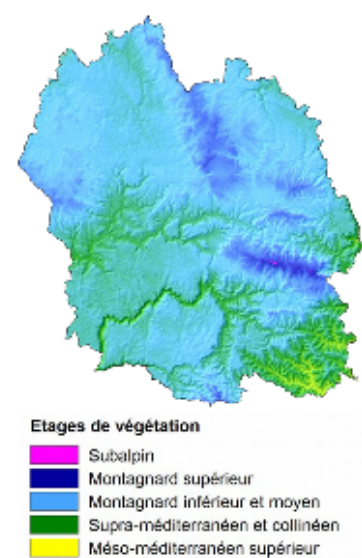 Etages de végétation
Subalpin
Montagnard supérieur
Montagnard inférieur et moyen
Supra-méditerranéen et collinéen
Méso-méditerranéen supérieur